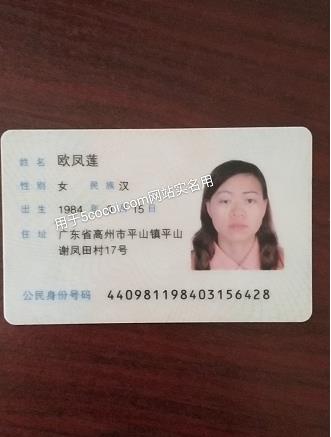 姓名 欧凤莲
性别 女 民族 汉
出生 1984 年 月 15 日
住址 广东省高州市平山镇平山
谢凤田村17号
公民身份号码 440981198403156428
用于5cocoi.com网站实名用